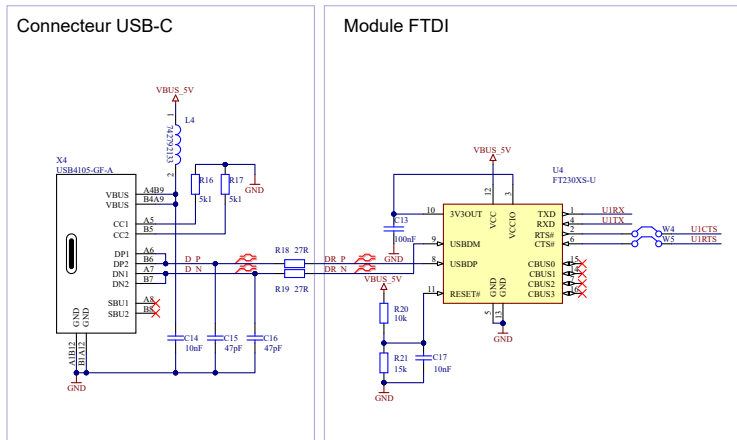 Connecteur USB-C
Module FTDI
VBUS_5V
1
L4
742792133
2
X4
USB4105-GF-A
VBUS
A4B9
VBUS
B4A9
CC1
A5
CC2
B5
DP1
A6
DP2
B6
DN1
A7
DN2
B7
SBU1
A8
SBU2
B8
GND
GND
A1B12
B1A12
GND
R16
5k1
R17
5k1
GND
D_P
D_N
R18 27R
R19 27R
DR_P
DR_N
C14
10nF
C15
47pF
C16
47pF
VBUS_5V
U4
FT230XS-U
12
3
VCC
VCCIO
10
3V3OUT
9
USBDM
8
USBDP
11
RESET#
GND
GND
5
13
GND
TXD
1
U1RX
RXD
4
U1TX
RTS#
2
W4
U1CTS
CTS#
6
W5
U1RTS
CBUS0
15
CBUS1
14
CBUS2
7
CBUS3
16
C13
100nF
GND
VBUS_5V
R20
10k
R21
15k
C17
10nF
GND